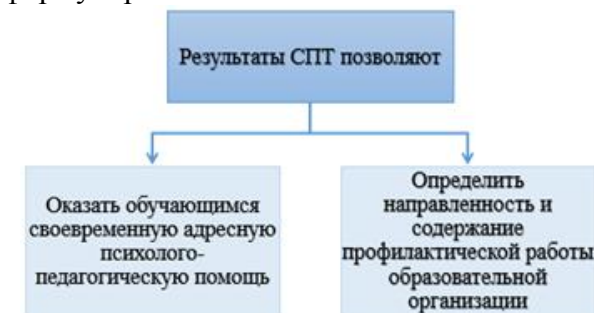 Результаты СПТ позволяют
Оказать обучающимся
своевременную адресную
психолого-
педагогическую помощь
Определить
направленность и
содержание
профилактической работы
образовательной
организации